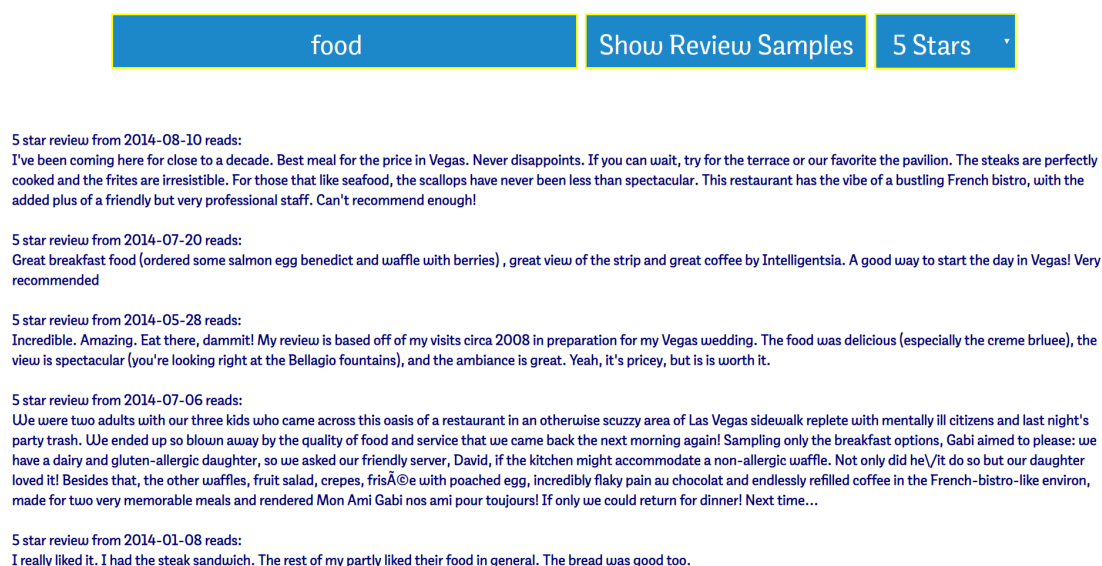 food
Show Review Samples
5 Stars
5 star review from 2014-08-10 reads:
I've been coming here for close to a decade. Best meal for the price in Vegas. Never disappoints. If you can wait, try for the terrace or our favorite the pavilion. The steaks are perfectly
cooked and the frites are irresistible. For those that like seafood, the scallops have never been less than spectacular. This restaurant has the vibe of a bustling French bistro, with the
added plus of a friendly but very professional staff. Can't recommend enough!
5 star review from 2014-07-20 reads:
Great breakfast food (ordered some salmon egg benedict and waffle with berries) , great view of the strip and great coffee by Intelligentsia. A good way to start the day in Vegas! Very
recommended
5 star review from 2014-05-28 reads:
Incredible. Amazing. Eat there, dammit! My review is based off of my visits circa 2008 in preparation for my Vegas wedding. The food was delicious (especially the creme brluee), the
view is spectacular (you're looking right at the Bellagio fountains), and the ambiance is great. Yeah, it's pricey, but is is worth it.
5 star review from 2014-07-06 reads:
We were two adults with our three kids who came across this oasis of a restaurant in an otherwise scuzzy area of Las Vegas sidewalk replete with mentally ill citizens and last night's
party trash. We ended up so blown away by the quality of food and service that we came back the next morning again! Sampling only the breakfast options, Gabi aimed to please: we
have a dairy and gluten-allergic daughter, so we asked our friendly server, David, if the kitchen might accommodate a non-allergic waffle. Not only did he\/it do so but our daughter
loved it! Besides that, the other waffles, fruit salad, crepes, frisÃ©e with poached egg, incredibly flaky pain au chocolat and endlessly refilled coffee in the French-bistro-like environ,
made for two very memorable meals and rendered Mon Ami Gabi nos ami pour toujours! If only we could return for dinner! Next time...
5 star review from 2014-01-08 reads:
I really liked it. I had the steak sandwich. The rest of my partly liked their food in general. The bread was good too.